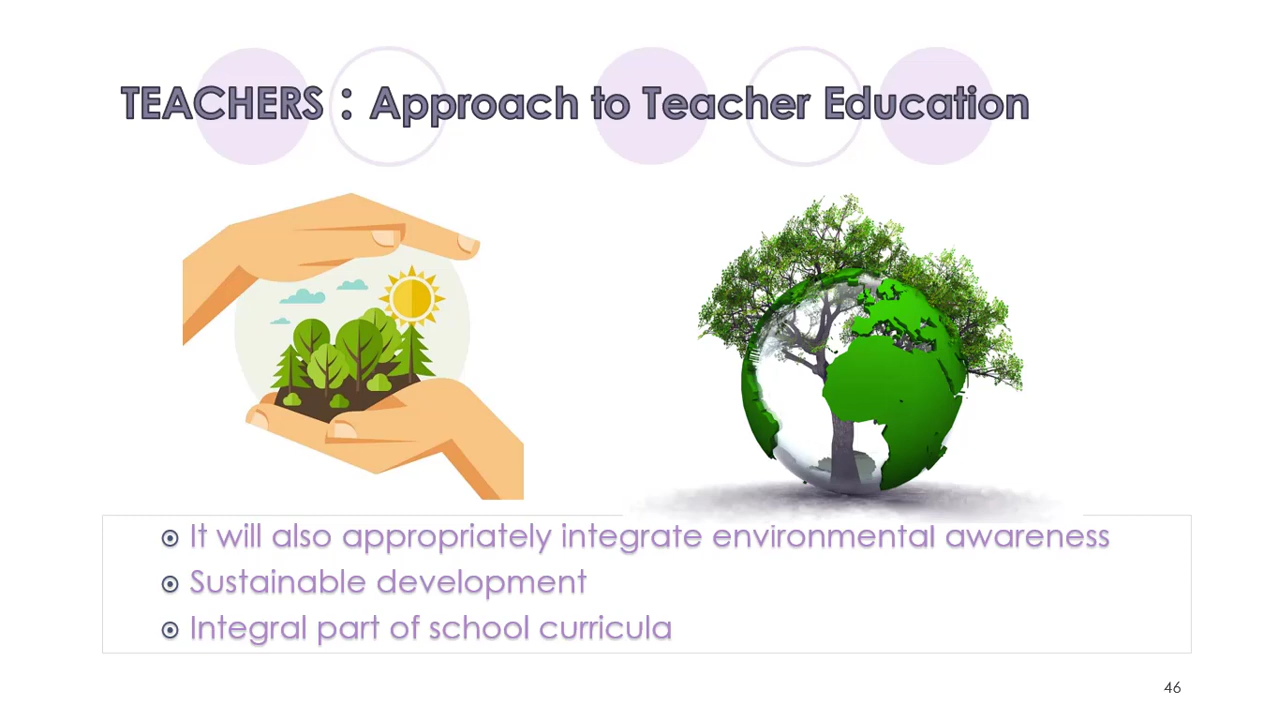 TEACHERS : Approach to Teacher Education
It will also appropriately integrate environmental awareness
Sustainable development
Integral part of school curricula
46